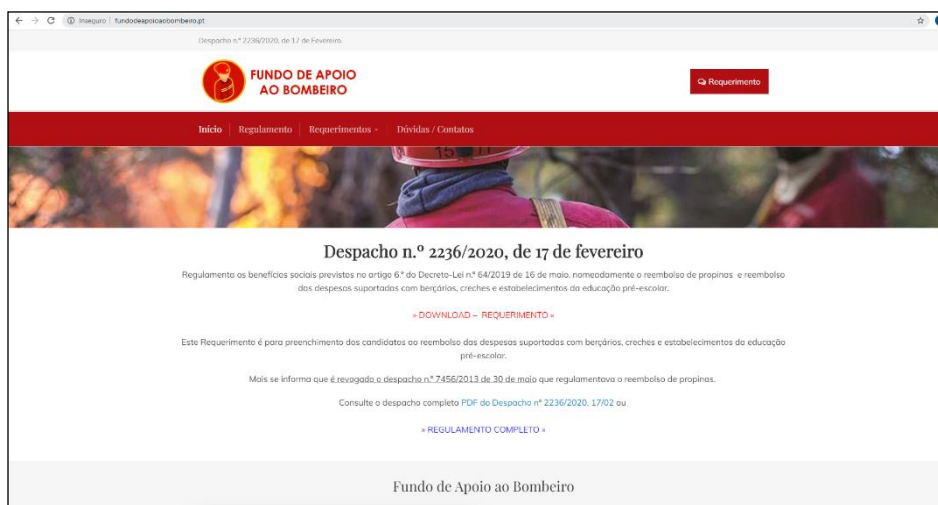 Inseguro | fundodeapoioaobombeiro.pt
Despacho n.º 2236/2020, de 17 de Fevereiro
FUNDO DE APOIO
AO BOMBEIRO
Requerimento
Início
Regulamento
Requerimentos
Dúvidas / Contatos
15 11
Despacho n.º 2236/2020, de 17 de fevereiro
Regulamenta os benefícios sociais previstos no artigo 6.º do Decreto-Lei n.º 64/2019 de 16 de maio, nomeadamente o reembolso de propinas e reembolso
das despesas suportadas com berçários, creches e estabelecimentos da educação pré-escolar.
» DOWNLOAD – REQUERIMENTO «
Este Requerimento é para preenchimento dos candidatos ao reembolso das despesas suportadas com berçários, creches e estabelecimentos da educação
pré-escolar.
Mais se informa que é revogado o despacho n.º 7456/2013 de 30 de maio que regulamentava o reembolso de propinas.
Consulte o despacho completo PDF do Despacho nº 2236/2020, 17/02 ou
» REGULAMENTO COMPLETO «
Fundo de Apoio ao Bombeiro